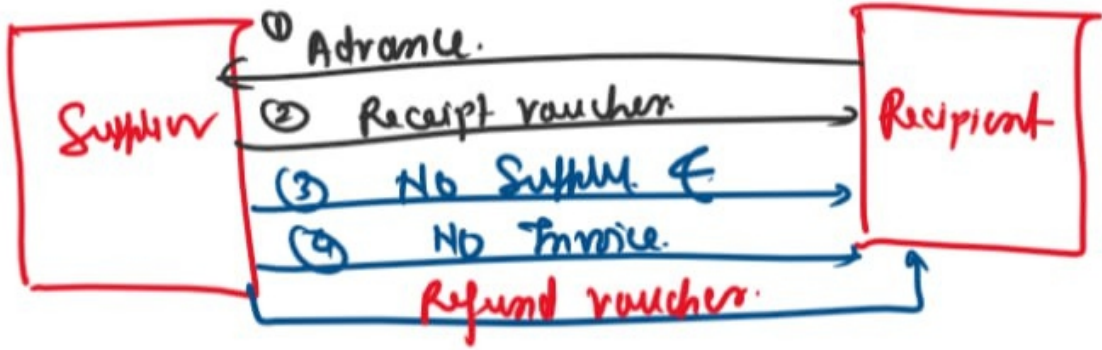 ① Advance.
Supplier
② Receipt voucher.
Recipient
③ No Supply. &
④ No Invoice.
Refund voucher.